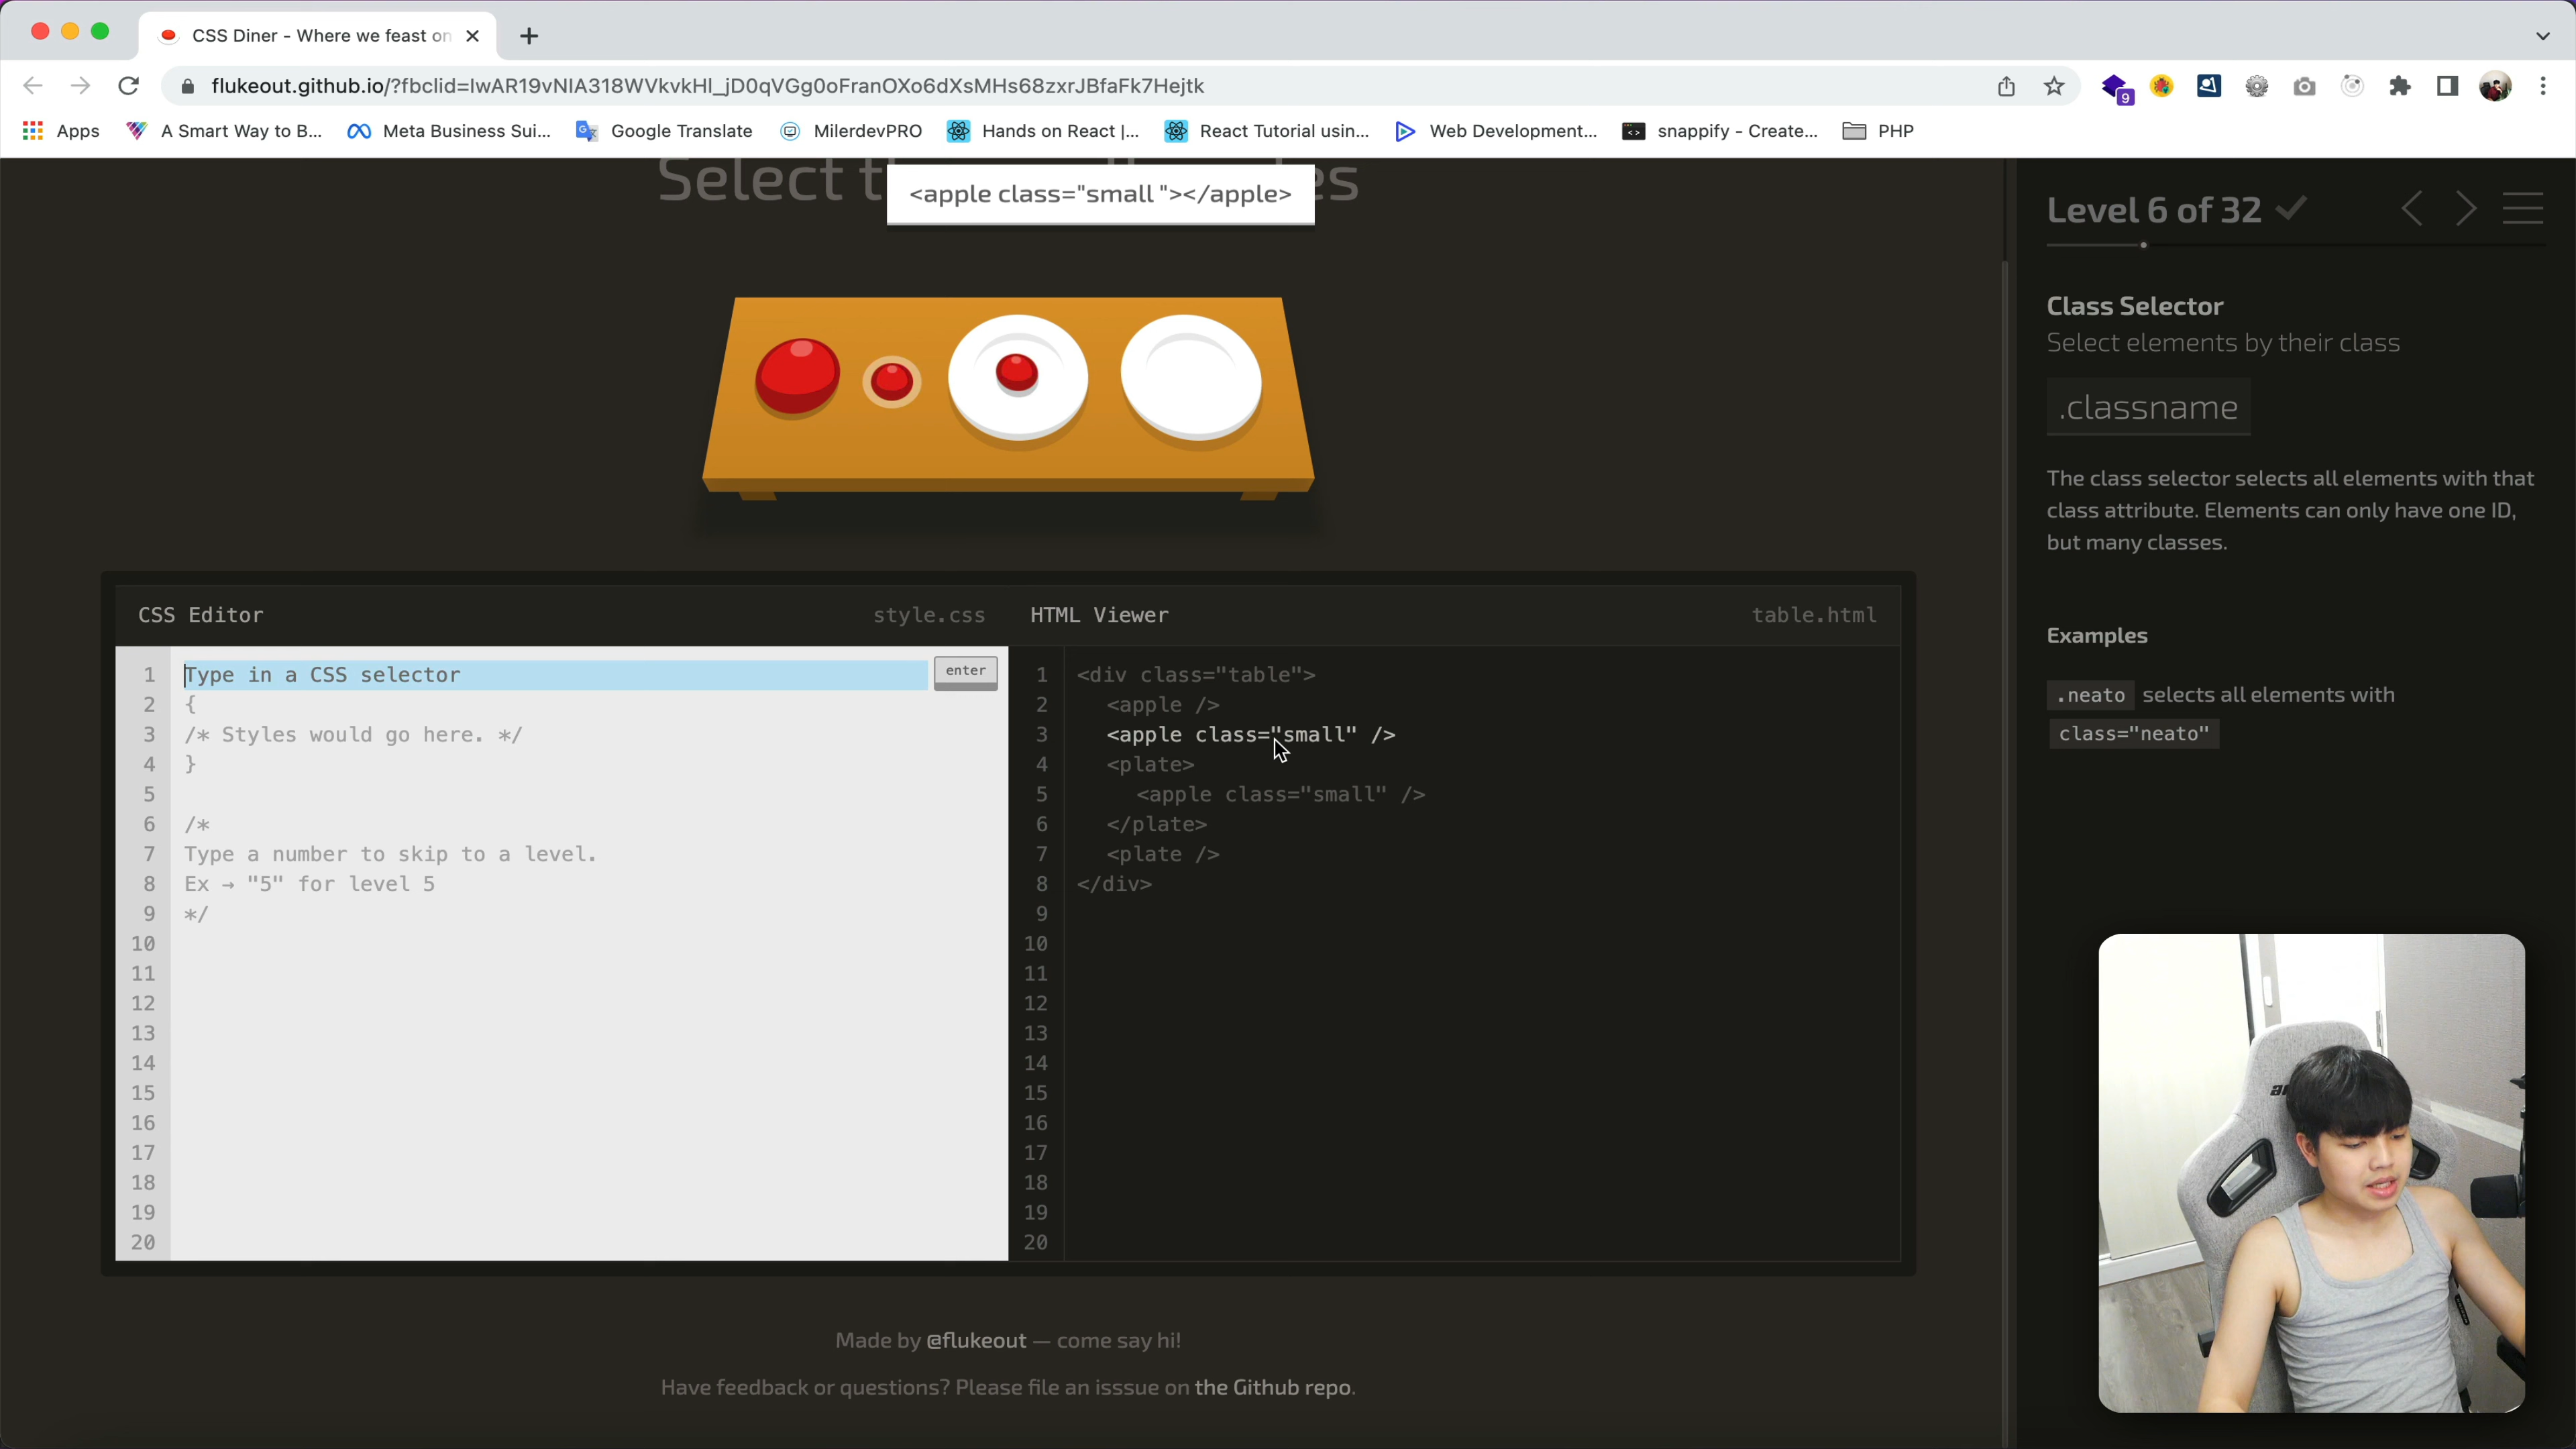 CSS Diner - Where we feast on
flukeout.github.io/?fbclid=IwAR19vNIA318WVkvkHl_jD0qVGg0oFranOXo6dXsMHs68zxrJBfaFk7Hejtk
9
Apps
A Smart Way to B...
Meta Business Sui...
Google Translate
MilerdevPRO
Hands on React |...
React Tutorial usin...
Web Development...
snappify - Create...
PHP
Select t
es
<apple class="small "></apple>
Level 6 of 32
Class Selector
Select elements by their class
.classname
The class selector selects all elements with that
class attribute. Elements can only have one ID,
but many classes.
Examples
.neato selects all elements with
class="neato"
CSS Editor
style.css
1 Type in a CSS selector
enter
2 {
3 /* Styles would go here. */
4 }
5
6 /*
7 Type a number to skip to a level.
8 Ex → "5" for level 5
9 */
10
11
12
13
14
15
16
17
18
19
20
HTML Viewer
table.html
1 <div class="table">
2 <apple />
3 <apple class="small" />
4 <plate>
5 <apple class="small" />
6 </plate>
7 <plate />
8 </div>
9
10
11
12
13
14
15
16
17
18
19
20
Made by @flukeout — come say hi!
Have feedback or questions? Please file an isssue on the Github repo.